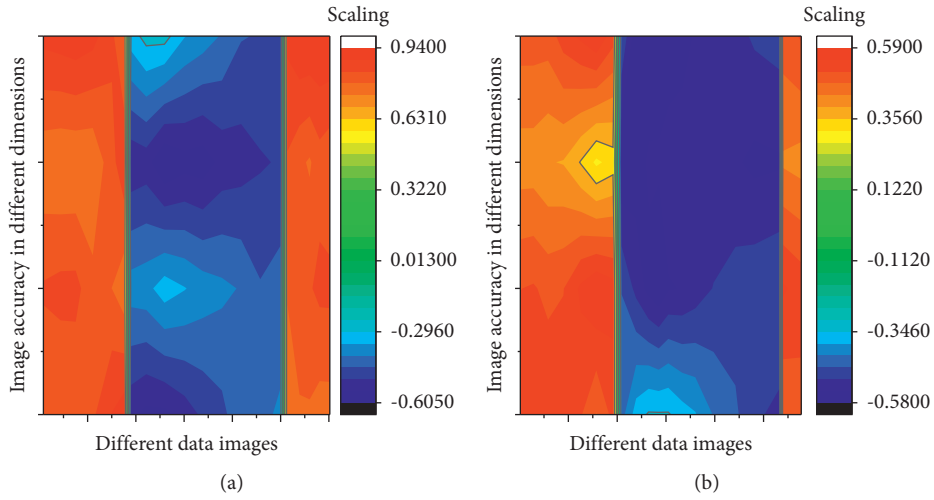 Scaling
0.9400
0.6310
0.3220
0.01300
-0.2960
-0.6050
Image accuracy in different dimensions
Different data images
(a)
Scaling
0.5900
0.3560
0.1220
-0.1120
-0.3460
-0.5800
Image accuracy in different dimensions
Different data images
(b)